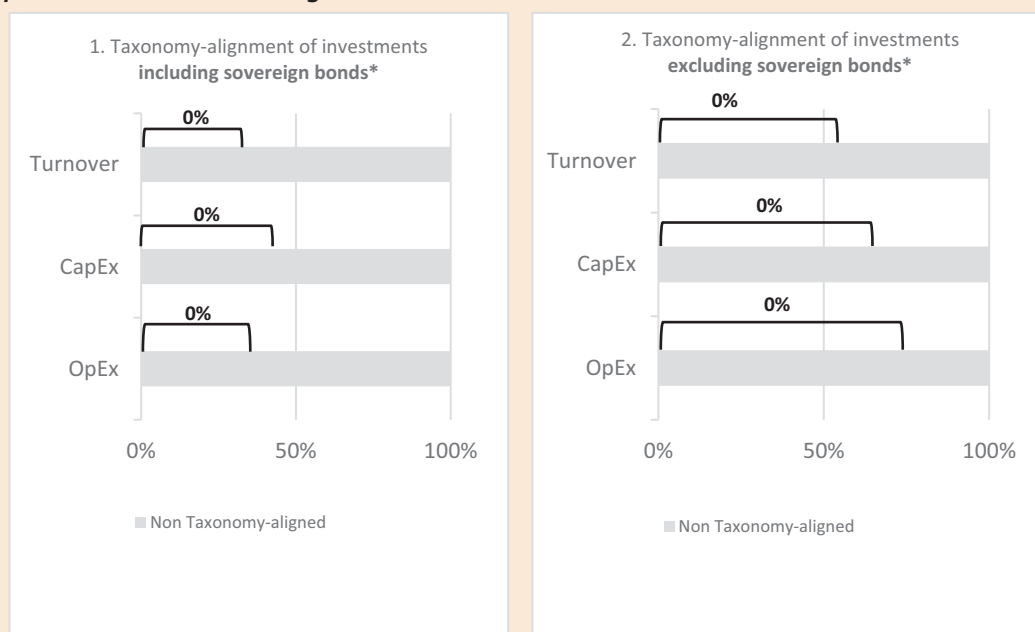 1. Taxonomy-alignment of investments
including sovereign bonds*
0%
Turnover
0%
CapEx
0%
OpEx
0% 50% 100%
Non Taxonomy-aligned
2. Taxonomy-alignment of investments
excluding sovereign bonds*
0%
Turnover
0%
CapEx
0%
OpEx
0% 50% 100%
Non Taxonomy-aligned